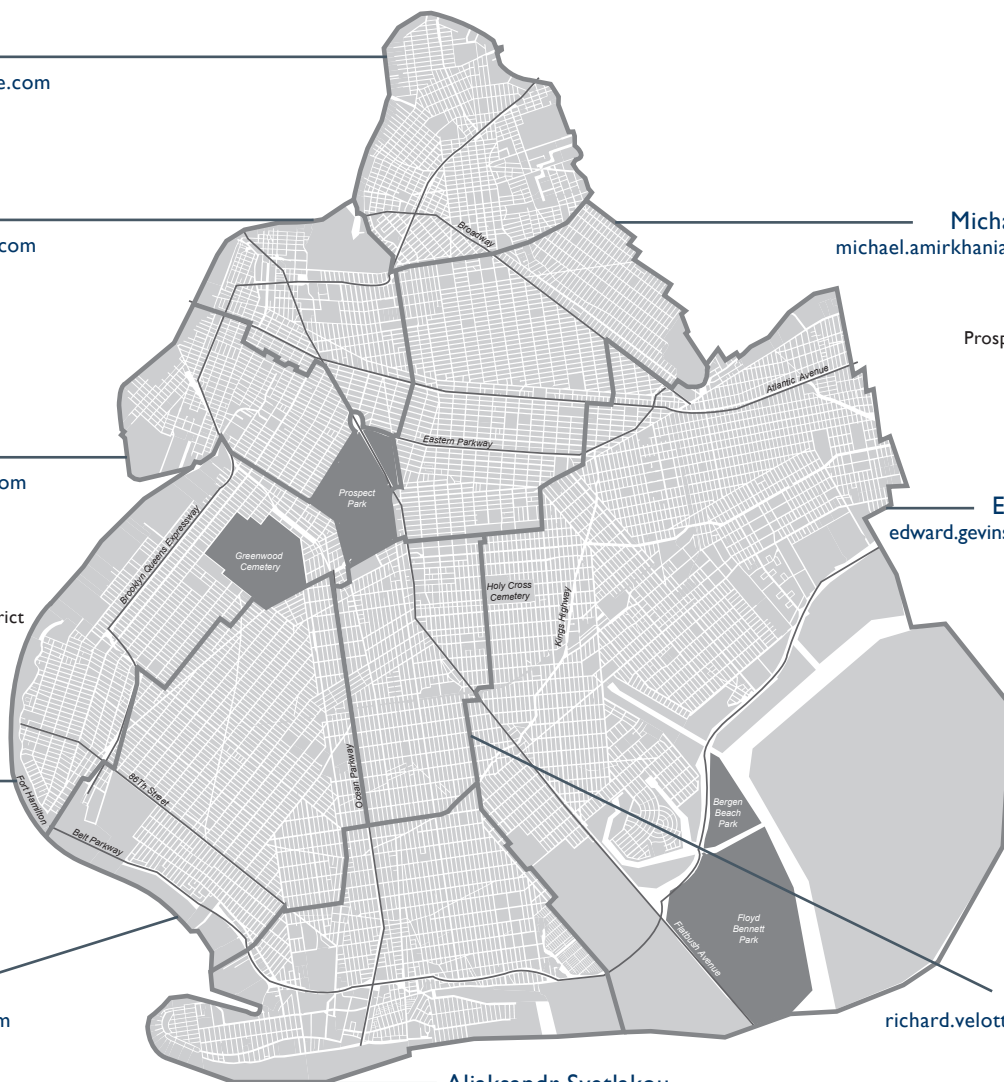 e.com
com
Micha
michael.amirkhania
Broadway
Prosp
Atlantic Avenue
Eastern Parkway
om
Prospect
Park
E
edward.gevins
Brooklyn Queens Expressway
Greenwood
Cemetery
Holy Cross
Cemetery
Kings Highway
rict
Ocean Parkway
Fort Hamilton
86Th Street
Bergen
Beach
Park
Belt Parkway
Floyd
Bennett
Park
Flatbush Avenue
m
richard.velott
Aliaksandr Svetlakou